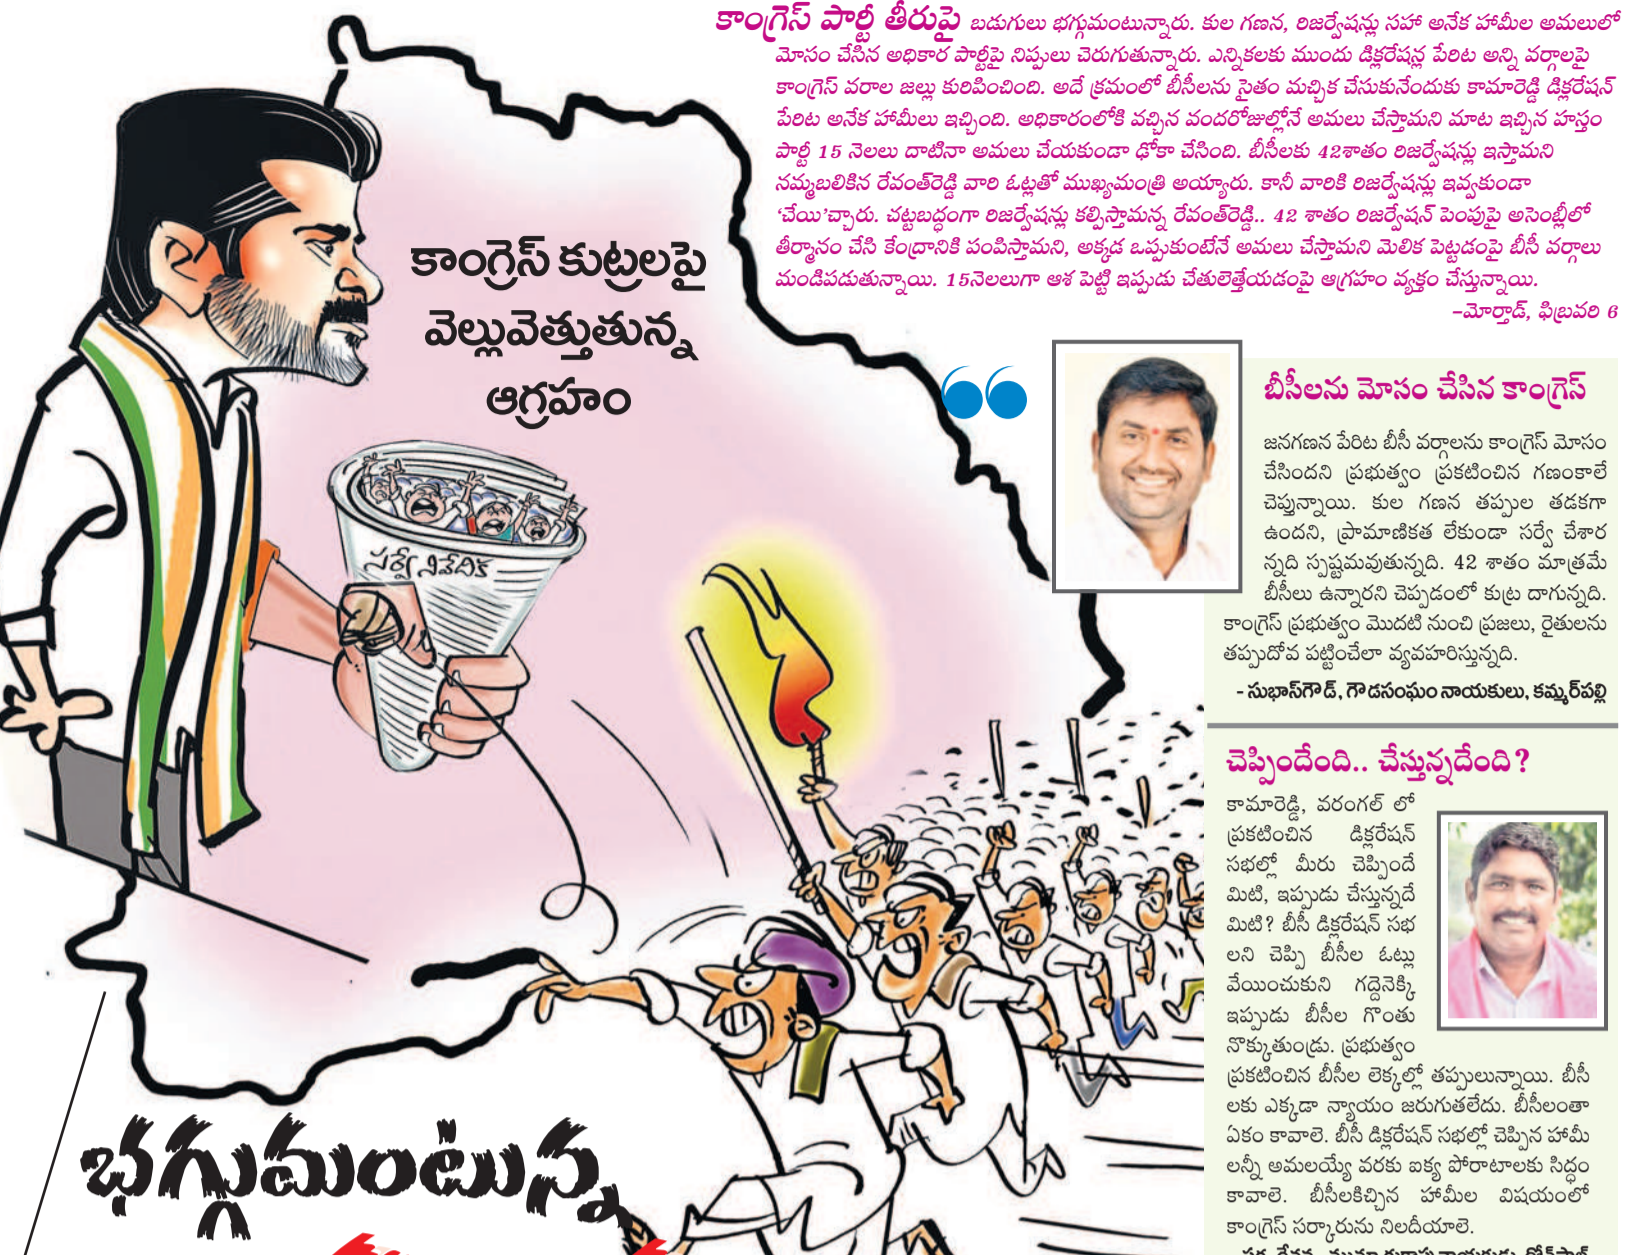 కాంగ్రెస్ పార్టీ తీరుపై బడుగులు భగ్గుమంటున్నారు. కుల గణన, రిజర్వేషన్లు సహా అనేక హామీల అమలులో
మోసం చేసిన అధికార పార్టీపై నిప్పులు చెరుగుతున్నారు. ఎన్నికలకు ముందు డిక్లరేషన్ల పేరిట అన్ని వర్గాలపై
కాంగ్రెస్ వరాల జల్లు కురిపించింది. అదే క్రమంలో బీసీలను సైతం మచ్చిక చేసుకునేందుకు కామారెడ్డి డిక్లరేషన్
పేరిట అనేక హామీలు ఇచ్చింది. అధికారంలోకి వచ్చిన వందరోజుల్లోనే అమలు చేస్తామని మాట ఇచ్చిన హస్తం
పార్టీ 15 నెలలు దాటినా అమలు చేయకుండా ఢోకా చేసింది. బీసీలకు 42శాతం రిజర్వేషన్లు ఇస్తామని
నమ్మబలికిన రేవంత్‌రెడ్డి వారి ఓట్లతో ముఖ్యమంత్రి అయ్యారు. కానీ వారికి రిజర్వేషన్లు ఇవ్వకుండా
‘చేయి’చ్చారు. చట్టబద్ధంగా రిజర్వేషన్లు కల్పిస్తామన్న రేవంత్‌రెడ్డి.. 42 శాతం రిజర్వేషన్ పెంపుపై అసెంబ్లీలో
తీర్మానం చేసి కేంద్రానికి పంపిస్తామని, అక్కడ ఒప్పుకుంటేనే అమలు చేస్తామని మెలిక పెట్టడంపై బీసీ వర్గాలు
మండిపడుతున్నాయి. 15నెలలుగా ఆశ పెట్టి ఇప్పుడు చేతులెత్తేయడంపై ఆగ్రహం వ్యక్తం చేస్తున్నాయి.
-మోర్తాడ్, ఫిబ్రవరి 6
కాంగ్రెస్ కుట్రలపై
వెల్లువెత్తుతున్న
ఆగ్రహం
సర్వే నివేదిక
భగ్గుమంటున్న
బీసీలను మోసం చేసిన కాంగ్రెస్
జనగణన పేరిట బీసీ వర్గాలను కాంగ్రెస్ మోసం
చేసిందని ప్రభుత్వం ప్రకటించిన గణంకాలే
చెప్తున్నాయి. కుల గణన తప్పుల తడకగా
ఉందని, ప్రామాణికత లేకుండా సర్వే చేశార
న్నది స్పష్టమవుతున్నది. 42 శాతం మాత్రమే
బీసీలు ఉన్నారని చెప్పడంలో కుట్ర దాగున్నది.
కాంగ్రెస్ ప్రభుత్వం మొదటి నుంచి ప్రజలు, రైతులను
తప్పుదోవ పట్టించేలా వ్యవహరిస్తున్నది.
- సుభాస్‌గౌడ్, గౌడసంఘం నాయకులు, కమ్మర్‌పల్లి
చెప్పిందేంది.. చేస్తున్నదేంది?
కామారెడ్డి, వరంగల్ లో
ప్రకటించిన డిక్లరేషన్
సభల్లో మీరు చెప్పిందే
మిటి, ఇప్పుడు చేస్తున్నదే
మిటి? బీసీ డిక్లరేషన్ సభ
లని చెప్పి బీసీల ఓట్లు
వేయించుకుని గద్దెనెక్కి
ఇప్పుడు బీసీల గొంతు
నొక్కుతుండ్రు. ప్రభుత్వం
ప్రకటించిన బీసీల లెక్కల్లో తప్పులున్నాయి. బీసీ
లకు ఎక్కడా న్యాయం జరుగుతలేదు. బీసీలంతా
ఏకం కావాలె. బీసీ డిక్లరేషన్ సభల్లో చెప్పిన హామీ
లన్నీ అమలయ్యే వరకు ఐక్య పోరాటాలకు సిద్ధం
కావాలె. బీసీలకిచ్చిన హామీల విషయంలో
కాంగ్రెస్ సర్కారును నిలదీయాలె.